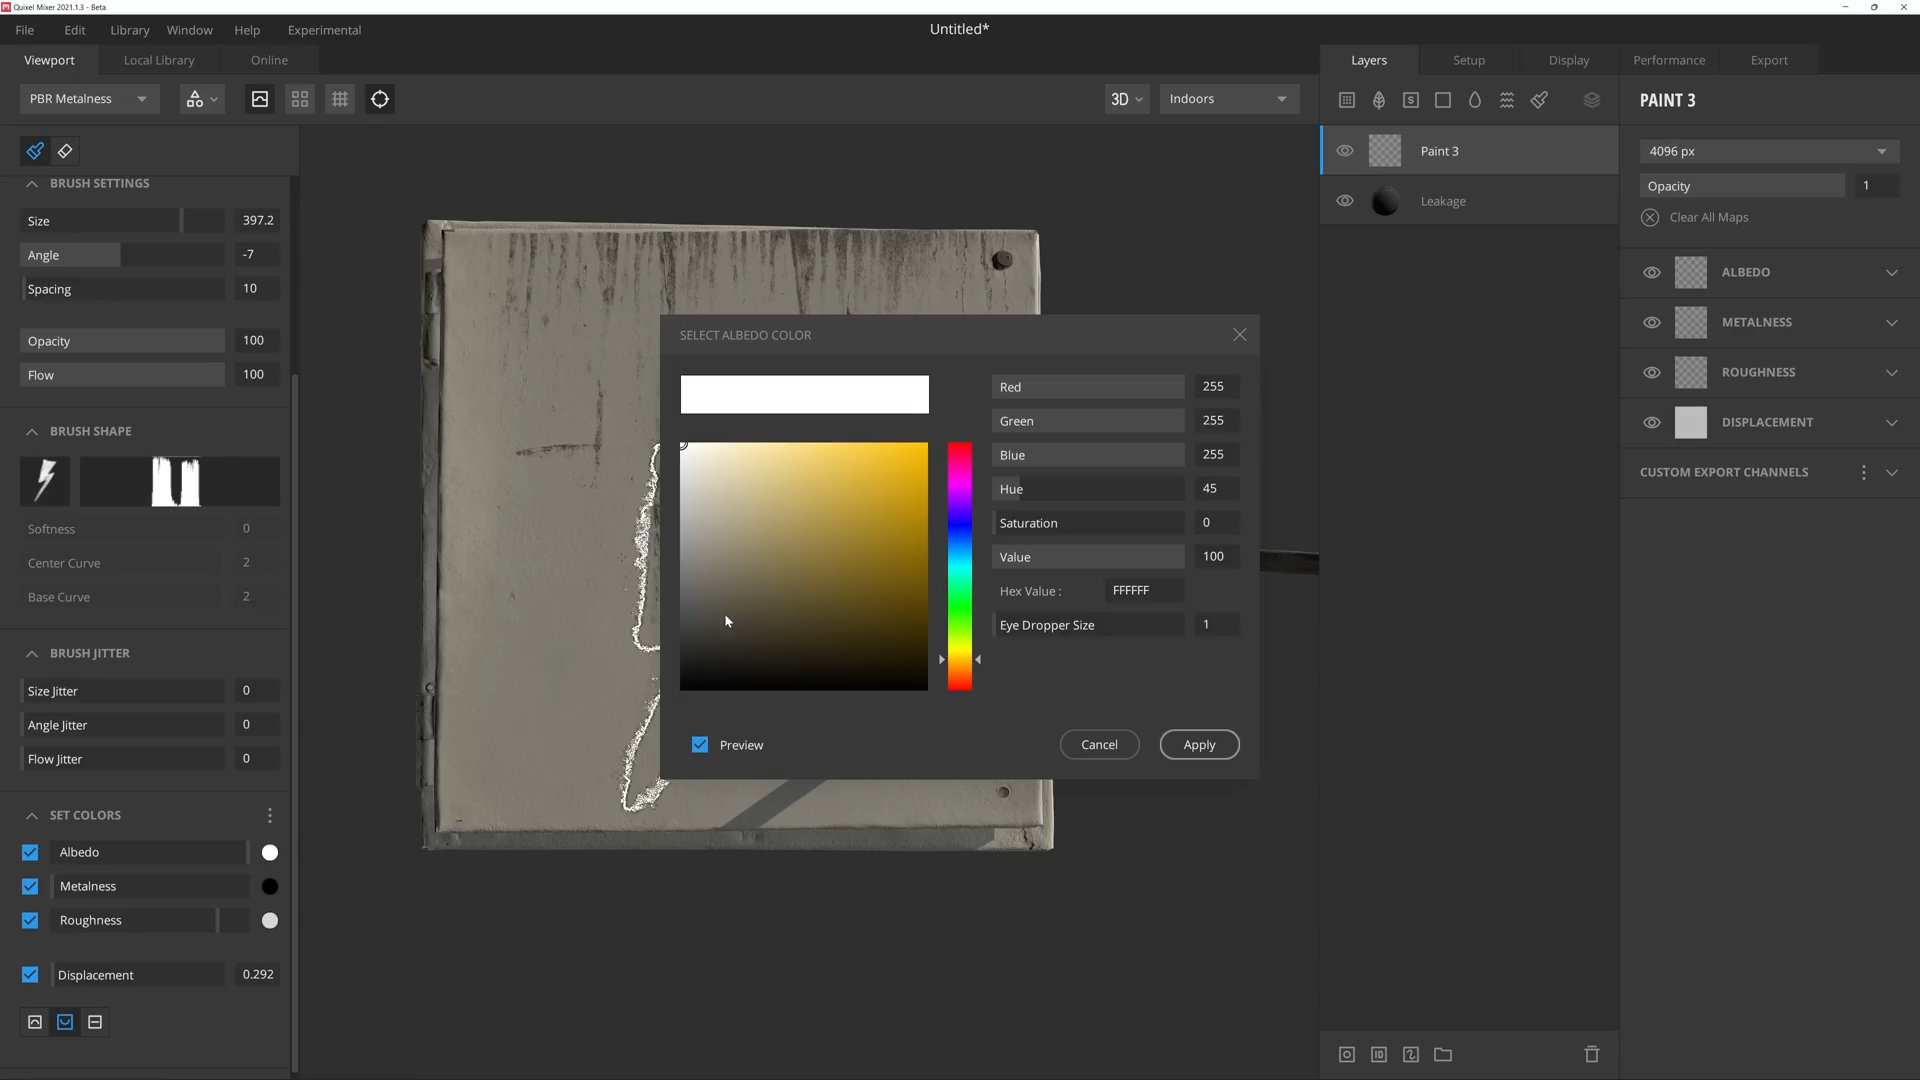 Quixel Mixer 2021.1.3 - Beta
File Edit Library Window Help Experimental
Untitled*
Viewport Local Library Online
Layers Setup Display Performance Export
PBR Metalness
3D
Indoors
PAINT 3
BRUSH SETTINGS
Size 397.2
Angle -7
Spacing 10
Opacity 100
Flow 100
BRUSH SHAPE
Softness 0
Center Curve 2
Base Curve 2
BRUSH JITTER
Size Jitter 0
Angle Jitter 0
Flow Jitter 0
SET COLORS
Albedo
Metalness
Roughness
Displacement 0.292
SELECT ALBEDO COLOR
Red 255
Green 255
Blue 255
Hue 45
Saturation 0
Value 100
Hex Value : FFFFFF
Eye Dropper Size 1
Preview
Cancel Apply
Paint 3
Leakage
4096 px
Opacity 1
Clear All Maps
ALBEDO
METALNESS
ROUGHNESS
DISPLACEMENT
CUSTOM EXPORT CHANNELS